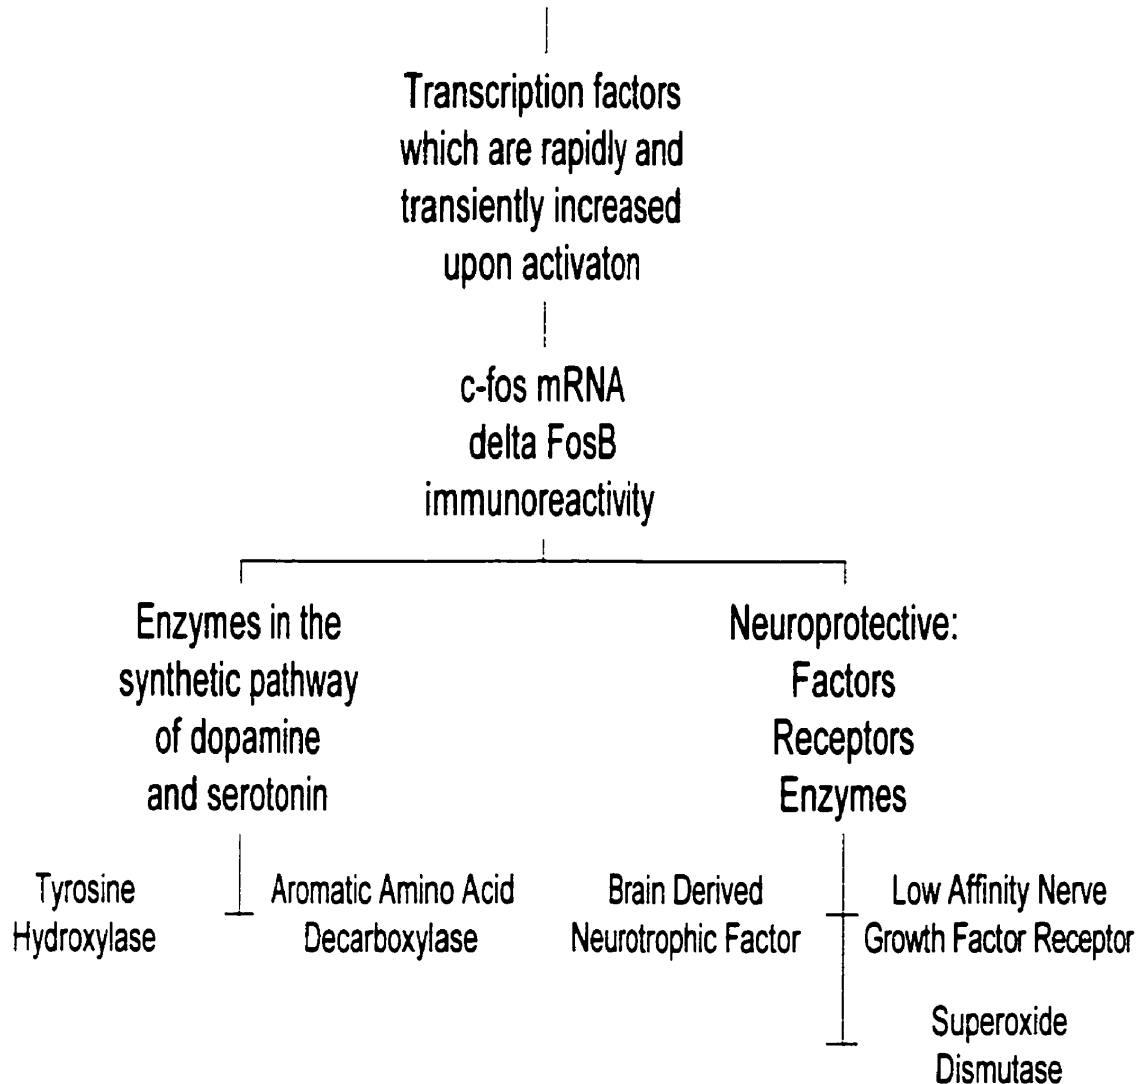 Transcription factors
which are rapidly and
transiently increased
upon activaton
c-fos mRNA
delta FosB
immunoreactivity
Enzymes in the
synthetic pathway
of dopamine
and serotonin
Neuroprotective:
Factors
Receptors
Enzymes
Tyrosine
Hydroxylase
Aromatic Amino Acid
Decarboxylase
Brain Derived
Neurotrophic Factor
Low Affinity Nerve
Growth Factor Receptor
Superoxide
Dismutase